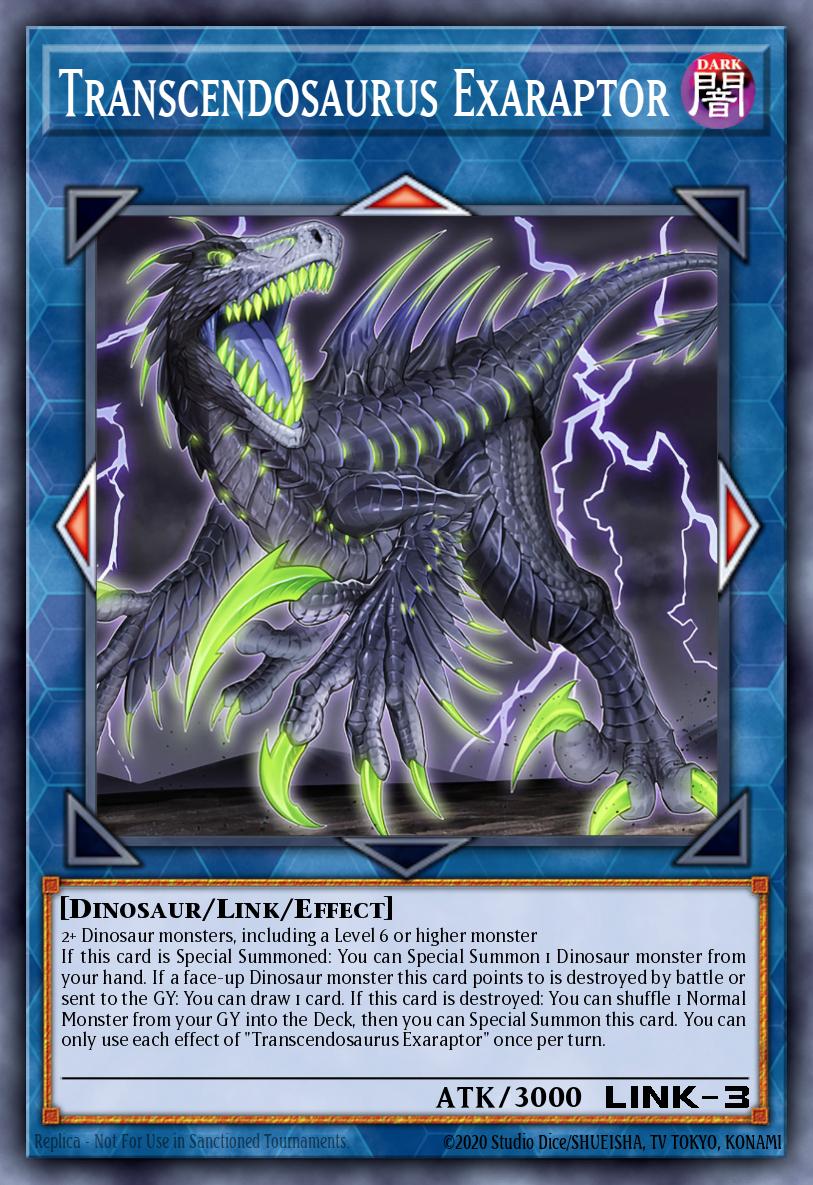 Transcendosaurus Exaraptor
DARK
闇
[Dinosaur/Link/Effect]
2+ Dinosaur monsters, including a Level 6 or higher monster
If this card is Special Summoned: You can Special Summon 1 Dinosaur monster from
your hand. If a face-up Dinosaur monster this card points to is destroyed by battle or
sent to the GY: You can draw 1 card. If this card is destroyed: You can shuffle 1 Normal
Monster from your GY into the Deck, then you can Special Summon this card. You can
only use each effect of "Transcendosaurus Exaraptor" once per turn.
ATK/3000 LINK-3
Replica - Not For Use in Sanctioned Tournaments. ©2020 Studio Dice/SHUEISHA, TV TOKYO, KONAMI